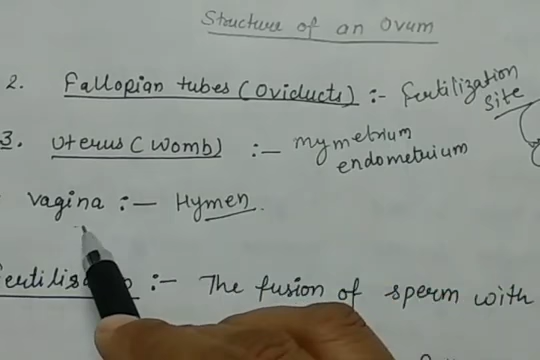 Structure of an Ovum
2. Fallopian tubes (Oviducts) :- Fertilization site
3. Uterus (Womb) :- mymetrium
endometrium
Vagina :- Hymen.
:- The fusion of sperm with